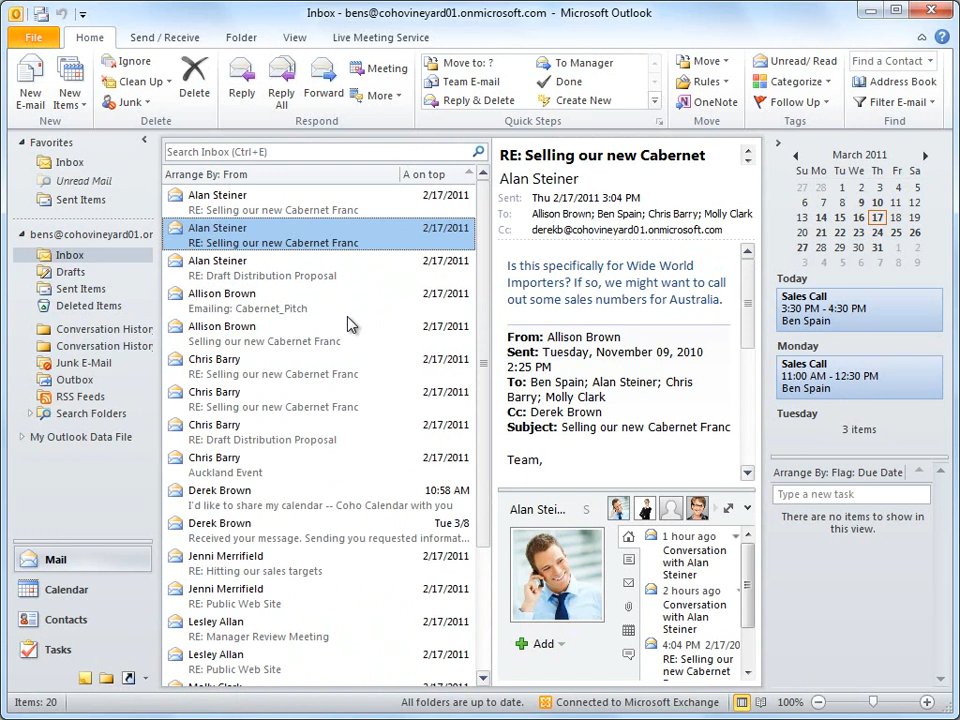 Inbox - bens@cohovineyard01.onmicrosoft.com - Microsoft Outlook
File
Home
Send / Receive
Folder
View
Live Meeting Service
New E-mail
New Items
New
Ignore
Clean Up
Junk
Delete
Delete
Reply
Reply All
Forward
Meeting
More
Respond
Move to: ?
Team E-mail
Reply & Delete
To Manager
Done
Create New
Quick Steps
Move
Rules
OneNote
Move
Unread/ Read
Categorize
Follow Up
Tags
Find a Contact
Address Book
Filter E-mail
Find
Favorites
Inbox
Unread Mail
Sent Items
bens@cohovineyard01.or
Inbox
Drafts
Sent Items
Deleted Items
Conversation History
Conversation History
Junk E-Mail
Outbox
RSS Feeds
Search Folders
My Outlook Data File
Mail
Calendar
Contacts
Tasks
Search Inbox (Ctrl+E)
Arrange By: From
A on top
Alan Steiner 2/17/2011
RE: Selling our new Cabernet Franc
Alan Steiner 2/17/2011
RE: Selling our new Cabernet Franc
Alan Steiner 2/17/2011
RE: Draft Distribution Proposal
Allison Brown 2/17/2011
Emailing: Cabernet_Pitch
Allison Brown 2/17/2011
Selling our new Cabernet Franc
Chris Barry 2/17/2011
RE: Selling our new Cabernet Franc
Chris Barry 2/17/2011
RE: Selling our new Cabernet Franc
Chris Barry 2/17/2011
RE: Draft Distribution Proposal
Chris Barry 2/17/2011
Auckland Event
Derek Brown 10:58 AM
I'd like to share my calendar -- Coho Calendar with you
Derek Brown Tue 3/8
Received your message. Sending you requested informat...
Jenni Merrifield 2/17/2011
RE: Hitting our sales targets
Jenni Merrifield 2/17/2011
RE: Public Web Site
Lesley Allan 2/17/2011
RE: Manager Review Meeting
Lesley Allan 2/17/2011
RE: Public Web Site
Molly Clark 2/17/2011
RE: Selling our new Cabernet
Alan Steiner
Sent: Thu 2/17/2011 3:04 PM
To: Allison Brown; Ben Spain; Chris Barry; Molly Clark
Cc: derekb@cohovineyard01.onmicrosoft.com
Is this specifically for Wide World
Importers? If so, we might want to call
out some sales numbers for Australia.
From: Allison Brown
Sent: Tuesday, November 09, 2010
2:25 PM
To: Ben Spain; Alan Steiner; Chris
Barry; Molly Clark
Cc: Derek Brown
Subject: Selling our new Cabernet Franc
Team,
Alan Stei... S
Add
1 hour ago
Conversation
with Alan
Steiner
2 hours ago
Conversation
with Alan
Steiner
4:04 PM 2/17/20
RE: Selling our
new Cabernet
March 2011
Su Mo Tu We Th Fr Sa
27 28 1 2 3 4 5
6 7 8 9 10 11 12
13 14 15 16 17 18 19
20 21 22 23 24 25 26
27 28 29 30 31 1 2
3 4 5 6 7 8 9
Today
Sales Call
3:30 PM - 4:30 PM
Ben Spain
Monday
Sales Call
11:00 AM - 12:30 PM
Ben Spain
Tuesday
3 items
Arrange By: Flag: Due Date
Type a new task
There are no items to show in
this view.
Items: 20
All folders are up to date.
Connected to Microsoft Exchange
100%